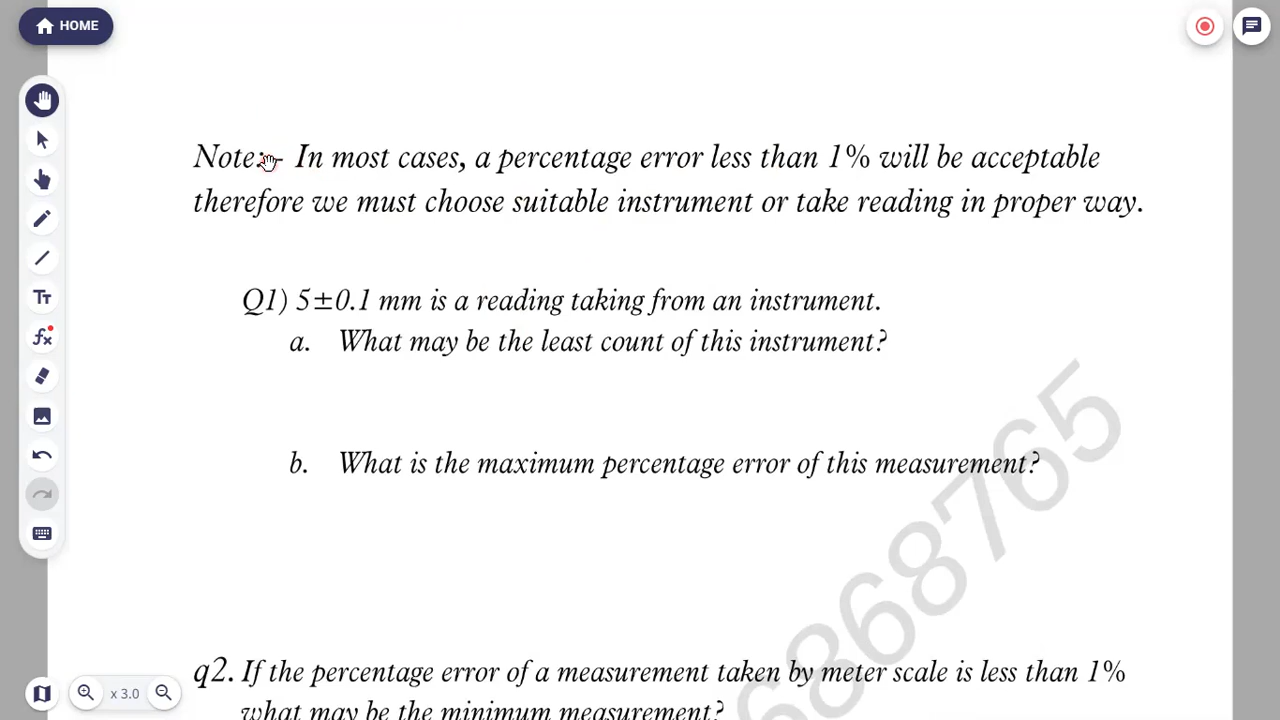 HOME
Note:- In most cases, a percentage error less than 1% will be acceptable
therefore we must choose suitable instrument or take reading in proper way.
Q1) 5±0.1 mm is a reading taking from an instrument.
a. What may be the least count of this instrument?
b. What is the maximum percentage error of this measurement?
q2. If the percentage error of a measurement taken by meter scale is less than 1%
what may be the minimum measurement?
868765
Tт
fx
x 3.0